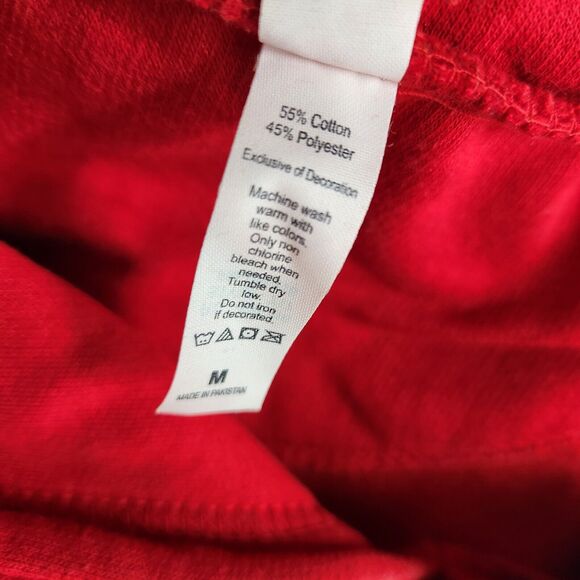 55% Cotton
45% Polyester
Exclusive of Decoration
Machine wash
warm with
like colors.
Only non
chlorine
bleach when
needed.
Tumble dry
low.
Do not iron
if decorated.
M
MADE IN PAKISTAN